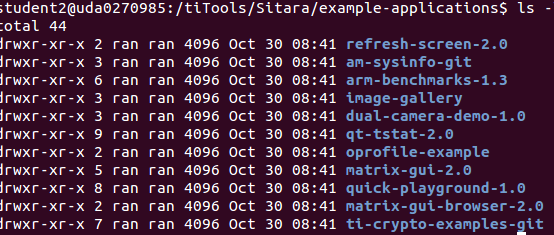 student2@uda0270985:/tiTools/Sitara/example-applications$ ls -
total 44
drwxr-xr-x 2 ran ran 4096 Oct 30 08:41 refresh-screen-2.0
drwxr-xr-x 3 ran ran 4096 Oct 30 08:41 am-sysinfo-git
drwxr-xr-x 6 ran ran 4096 Oct 30 08:41 arm-benchmarks-1.3
drwxr-xr-x 3 ran ran 4096 Oct 30 08:41 image-gallery
drwxr-xr-x 3 ran ran 4096 Oct 30 08:41 dual-camera-demo-1.0
drwxr-xr-x 9 ran ran 4096 Oct 30 08:41 qt-tstat-2.0
drwxr-xr-x 2 ran ran 4096 Oct 30 08:41 oprofile-example
drwxr-xr-x 5 ran ran 4096 Oct 30 08:41 matrix-gui-2.0
drwxr-xr-x 8 ran ran 4096 Oct 30 08:41 quick-playground-1.0
drwxr-xr-x 2 ran ran 4096 Oct 30 08:41 matrix-gui-browser-2.0
drwxr-xr-x 7 ran ran 4096 Oct 30 08:41 ti-crypto-examples-git